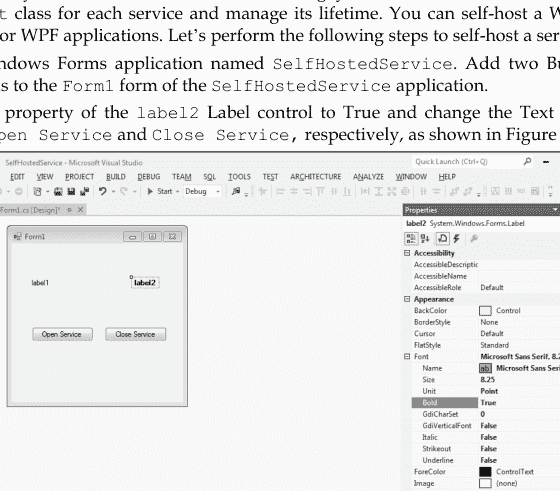 t class for each service and manage its lifetime. You can self-host a W
or WPF applications. Let's perform the following steps to self-host a ser
ndows Forms application named SelfHostedService. Add two Bu
s to the Form1 form of the SelfHostedService application.
property of the label2 Label control to True and change the Text
pen Service and Close Service, respectively, as shown in Figure
SelfHostedService - Microsoft Visual Studio
Quick Launch (Ctrl+Q)
EDIT VIEW PROJECT BUILD DEBUG TEAM SQL TOOLS TEST ARCHITECTURE ANALYZE WINDOW HELP
Start Debug
Form1.cs [Design]*
Properties
Form1
label2 System.Windows.Forms.Label
Accessibility
AccessibleDescriptic
label1 label2
AccessibleName
AccessibleRole Default
Appearance
BackColor Control
BorderStyle None
Open Service Close Service
Cursor Default
FlatStyle Standard
Font Microsoft Sans Serif, 8.2
Name ab Microsoft Sans Seri
Size 8.25
Unit Point
Bold True
GdiCharSet 0
GdiVerticalFont False
Italic False
Strikeout False
Underline False
ForeColor ControlText
Image (none)